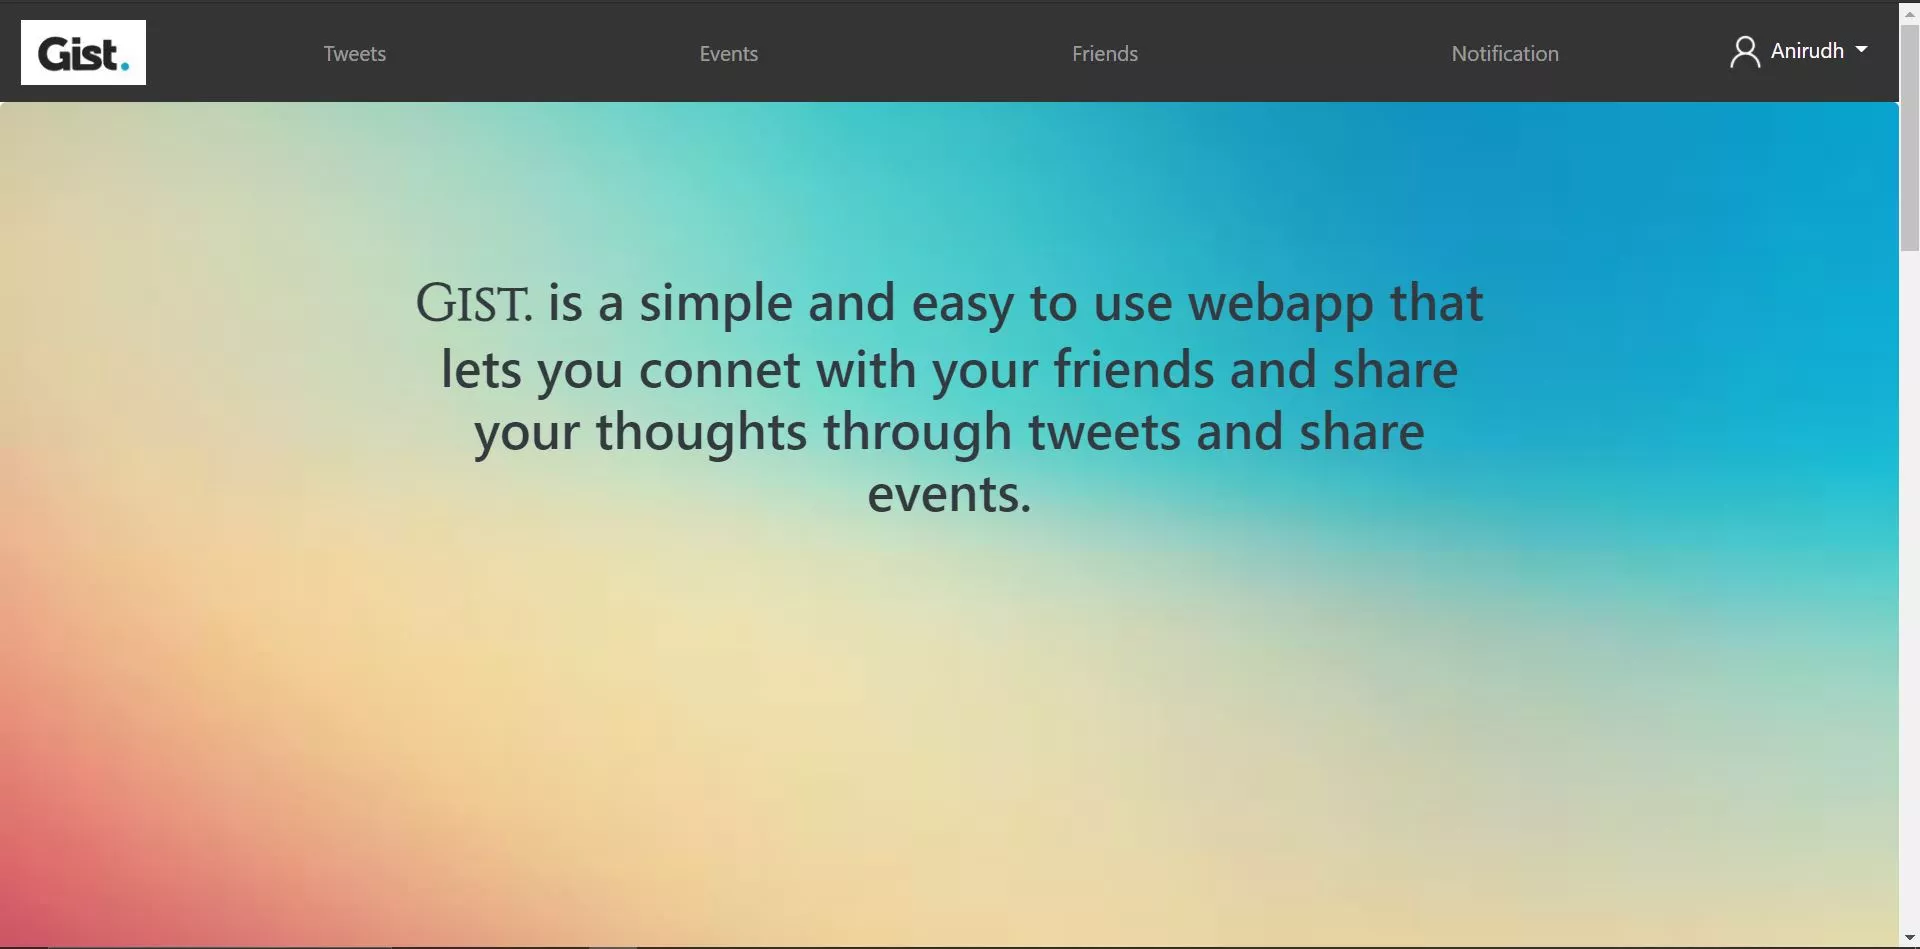 Gist.
Tweets
Events
Friends
Notification
Anirudh
GIST. is a simple and easy to use webapp that
lets you connet with your friends and share
your thoughts through tweets and share
events.